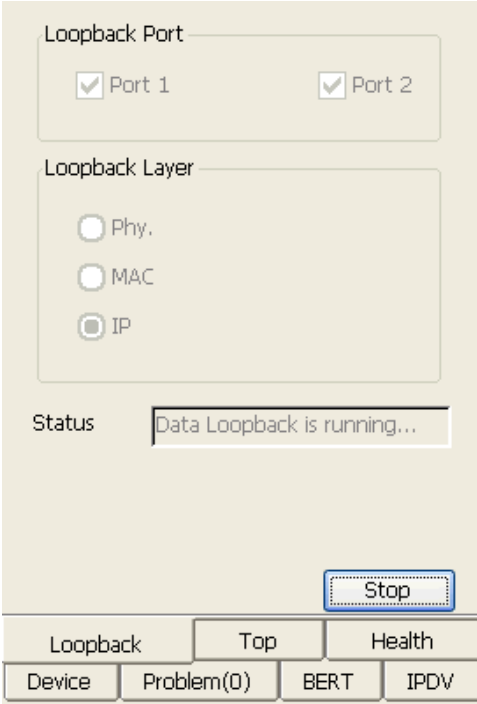 Loopback Port
Port 1 Port 2
Loopback Layer
Phy.
MAC
IP
Status Data Loopback is running...
Stop
Loopback Top Health
Device Problem(0) BERT IPDV